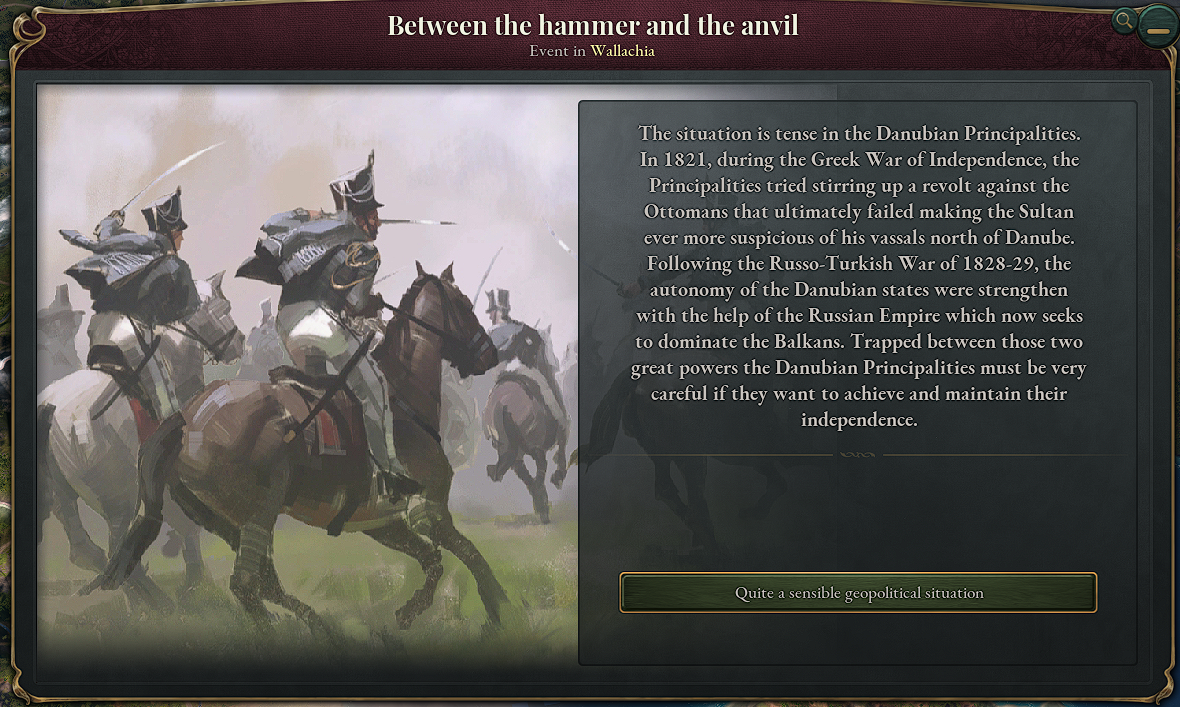 Between the hammer and the anvil
Event in Wallachia
The situation is tense in the Danubian Principalities.
In 1821, during the Greek War of Independence, the
Principalities tried stirring up a revolt against the
Ottomans that ultimately failed making the Sultan
ever more suspicious of his vassals north of Danube.
Following the Russo-Turkish War of 1828-29, the
autonomy of the Danubian states were strengthen
with the help of the Russian Empire which now seeks
to dominate the Balkans. Trapped between those two
great powers the Danubian Principalities must be very
careful if they want to achieve and maintain their
independence.
Quite a sensible geopolitical situation